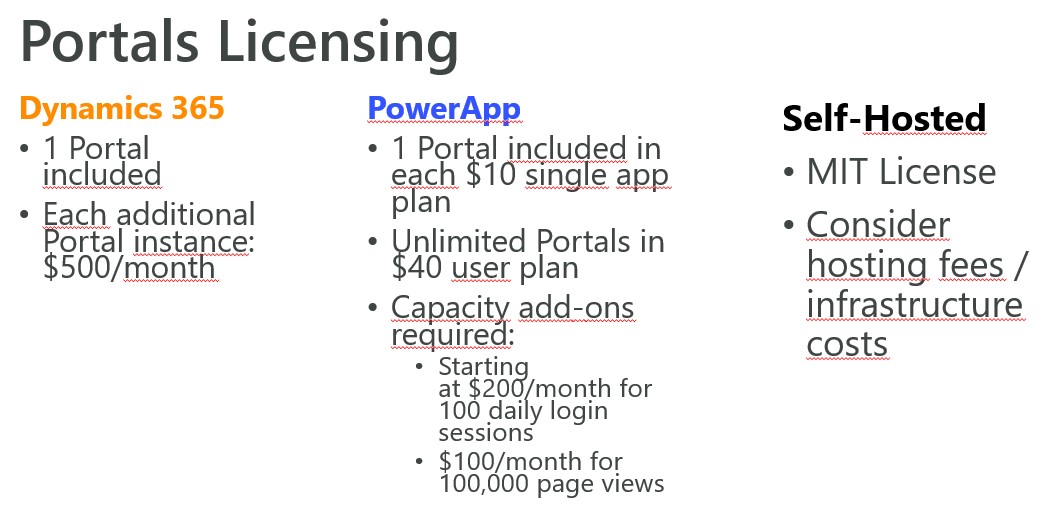 Portals Licensing
Dynamics 365
• 1 Portal
included
• Each additional
Portal instance:
$500/month
PowerApp
• 1 Portal included in
each $10 single app
plan
• Unlimited Portals in
$40 user plan
• Capacity add-ons
required:
• Starting
at $200/month for
100 daily login
sessions
• $100/month for
100,000 page views
Self-Hosted
• MIT License
• Consider
hosting fees /
infrastructure
costs